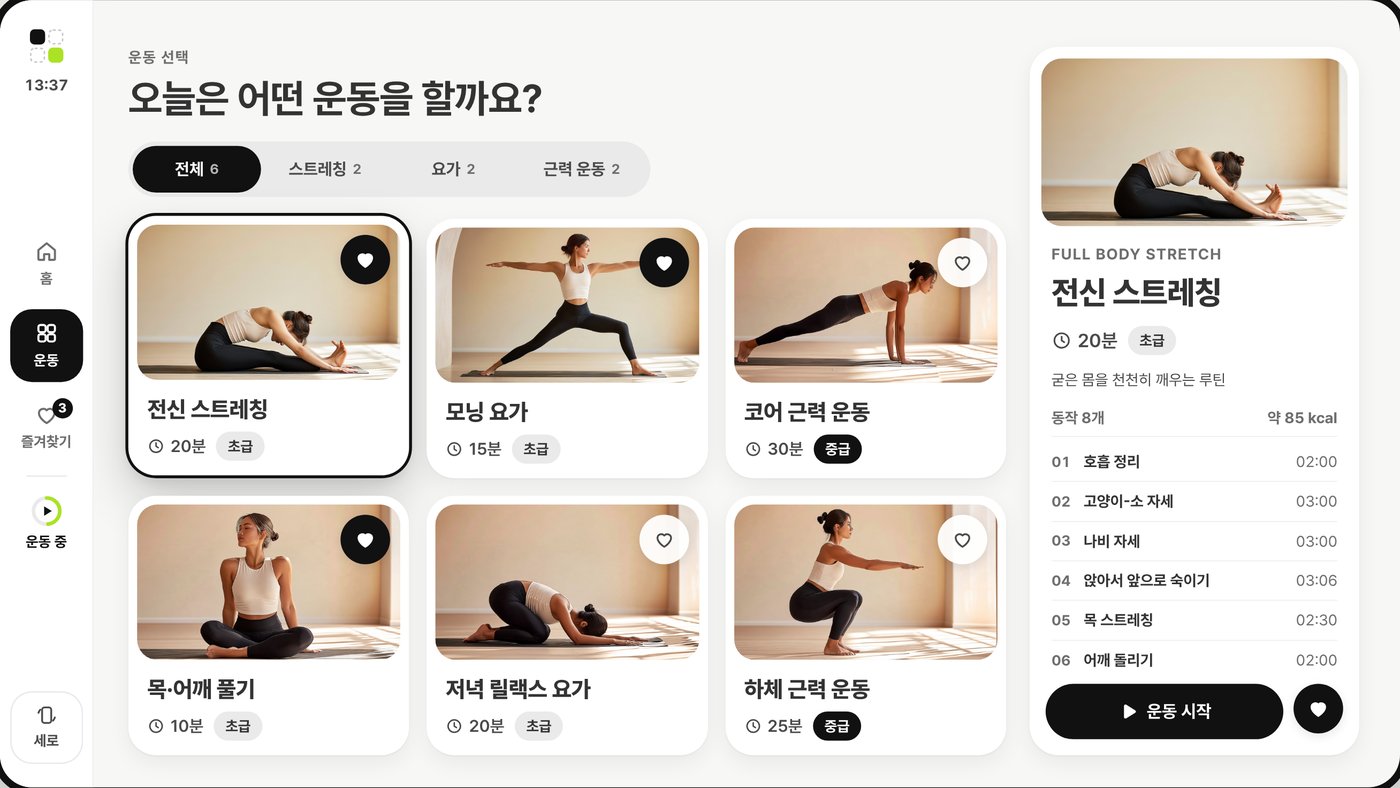 13:37
홈
운동
3
즐겨찾기
운동 중
세로
운동 선택
오늘은 어떤 운동을 할까요?
전체 6
스트레칭 2
요가 2
근력 운동 2
전신 스트레칭
20분 초급
모닝 요가
15분 초급
코어 근력 운동
30분 중급
목·어깨 풀기
10분 초급
저녁 릴랙스 요가
20분 초급
하체 근력 운동
25분 중급
FULL BODY STRETCH
전신 스트레칭
20분 초급
굳은 몸을 천천히 깨우는 루틴
동작 8개 약 85 kcal
01 호흡 정리 02:00
02 고양이-소 자세 03:00
03 나비 자세 03:00
04 앉아서 앞으로 숙이기 03:06
05 목 스트레칭 02:30
06 어깨 돌리기 02:00
운동 시작